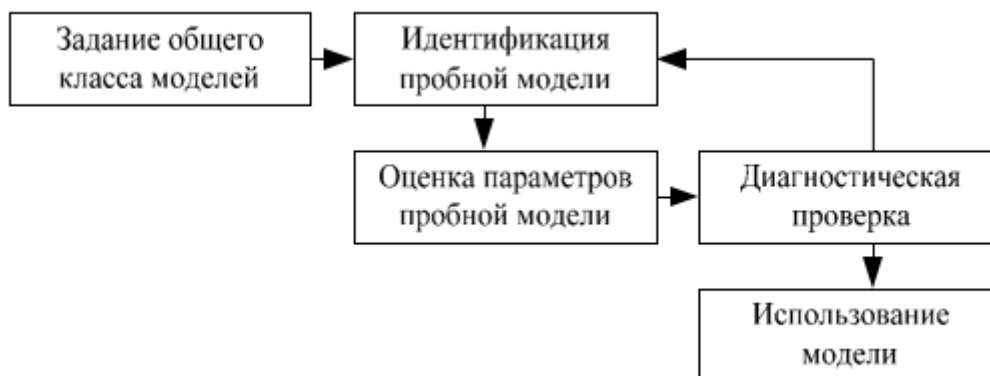 Задание общего
класса моделей
Идентификация
пробной модели
Оценка параметров
пробной модели
Диагностическая
проверка
Использование
модели